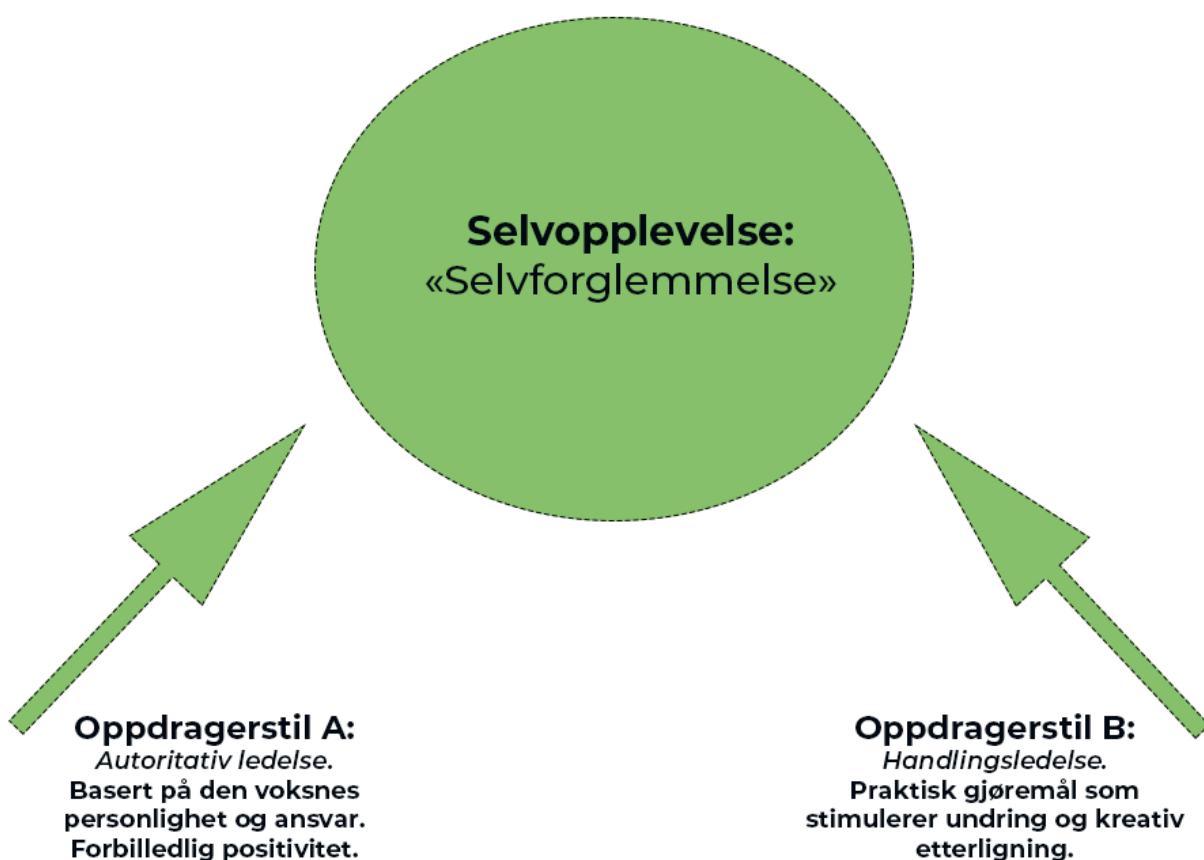 Selvopplevelse:
«Selvforglemmelse»
Oppdragerstil A:
Autoritativ ledelse.
Basert på den voksnes
personlighet og ansvar.
Forbilledlig positivitet.
Oppdragerstil B:
Handlingsledelse.
Praktisk gjøremål som
stimulerer undring og kreativ
etterligning.